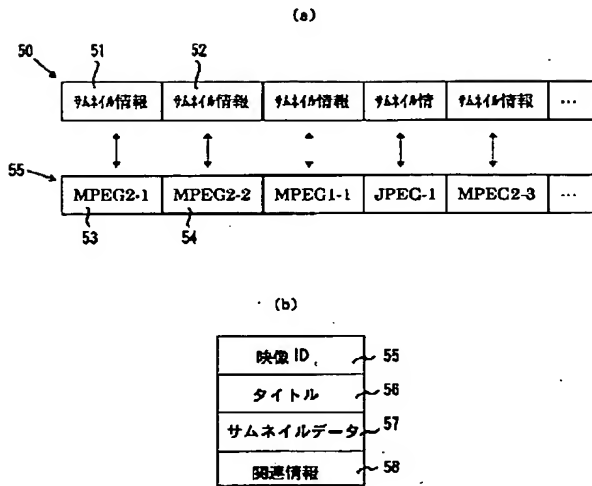 (a)
50 51 52
サムネイル情報 サムネイル情報 サムネイル情報 サムネイル情 サムネイル情報 ...
55
MPEG2-1 MPEG2-2 MPEG1-1 JPEG-1 MPEG2-3 ...
53 54
(b)
映像 ID 55
タイトル 56
サムネイルデータ 57
関連情報 58